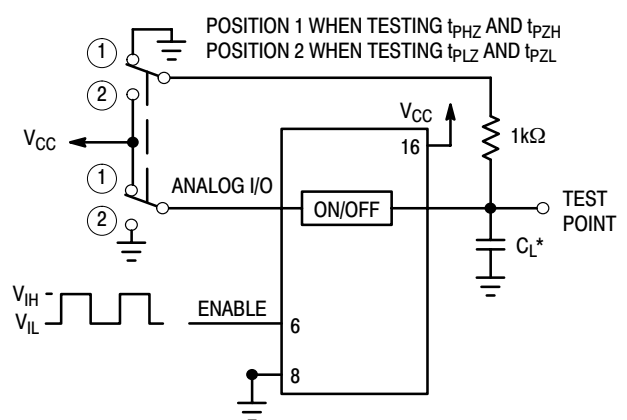 POSITION 1 WHEN TESTING tPHZ AND tPZH
POSITION 2 WHEN TESTING tPLZ AND tPZL
1
2
VCC
VCC
16
1kΩ
1
ANALOG I/O
ON/OFF
TEST
POINT
2
CL*
VIH
VIL
ENABLE
6
8